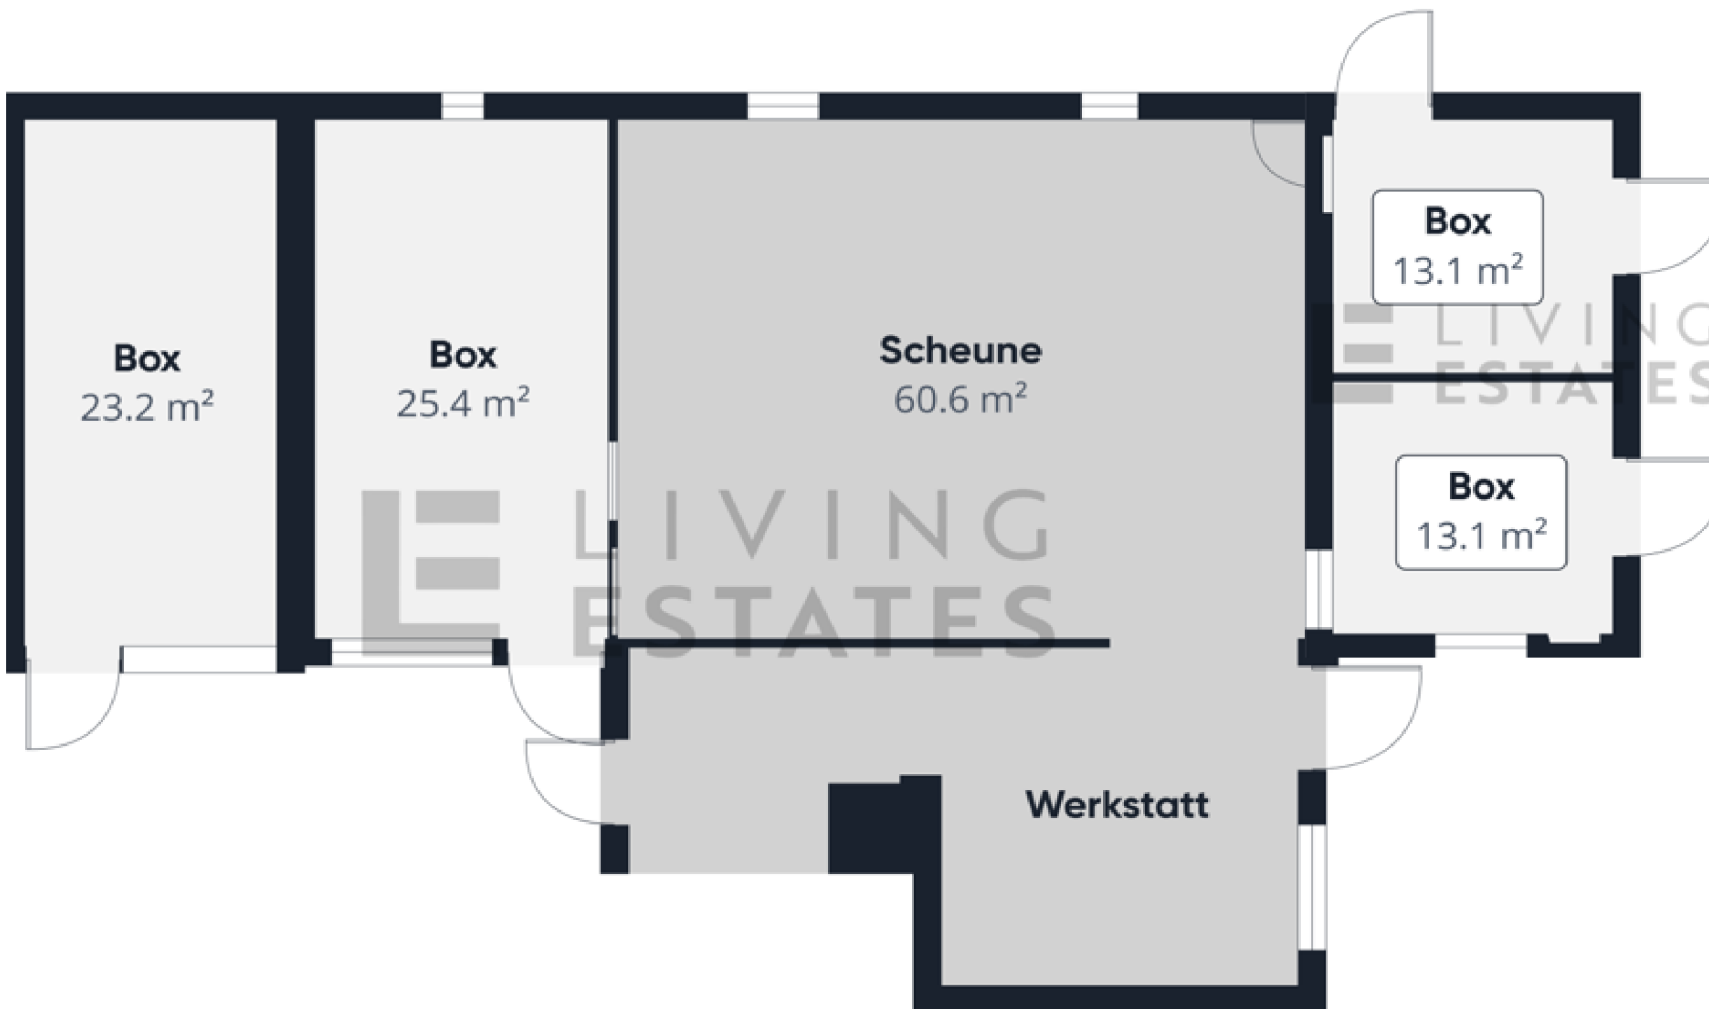 Box
23.2 m²
Box
25.4 m²
Scheune
60.6 m²
Box
13.1 m²
LIVING
ESTATES
Box
13.1 m²
LIVING
ESTATES
Werkstatt